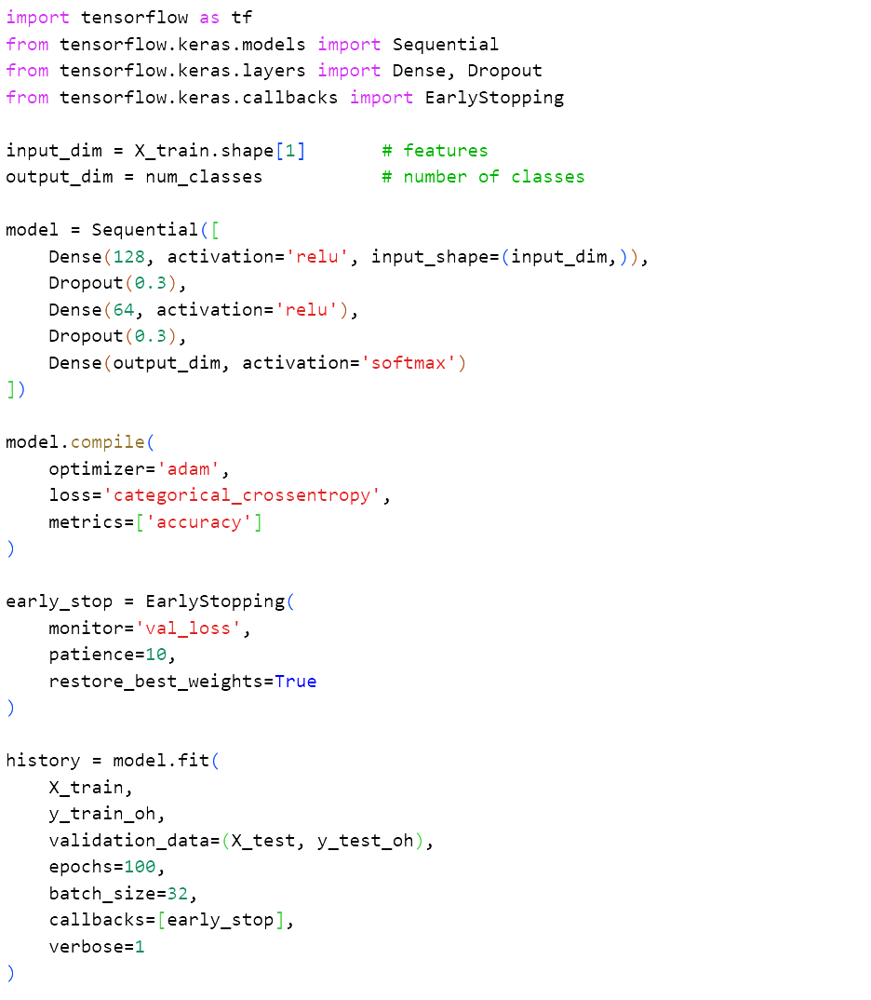 import tensorflow as tf
from tensorflow.keras.models import Sequential
from tensorflow.keras.layers import Dense, Dropout
from tensorflow.keras.callbacks import EarlyStopping

input_dim = X_train.shape[1]       # features
output_dim = num_classes           # number of classes

model = Sequential([
    Dense(128, activation='relu', input_shape=(input_dim,)),
    Dropout(0.3),
    Dense(64, activation='relu'),
    Dropout(0.3),
    Dense(output_dim, activation='softmax')
])

model.compile(
    optimizer='adam',
    loss='categorical_crossentropy',
    metrics=['accuracy']
)

early_stop = EarlyStopping(
    monitor='val_loss',
    patience=10,
    restore_best_weights=True
)

history = model.fit(
    X_train,
    y_train_oh,
    validation_data=(X_test, y_test_oh),
    epochs=100,
    batch_size=32,
    callbacks=[early_stop],
    verbose=1
)